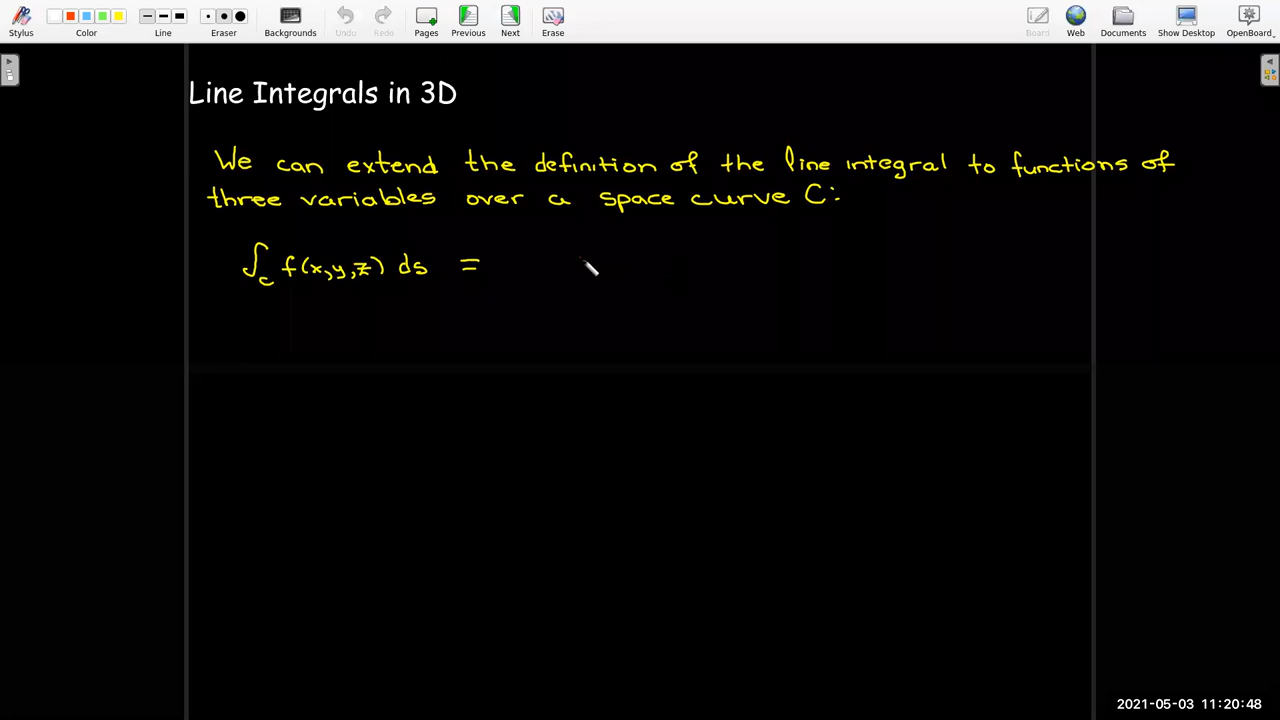 Stylus
Color
Line
Eraser
Backgrounds
Undo
Redo
Pages
Previous
Next
Erase
Board
Web
Documents
Show Desktop
OpenBoard
Line Integrals in 3D
We can extend the definition of the line integral to functions of
three variables over a space curve C:
∫_C f(x,y,z) ds =
2021-05-03 11:20:48